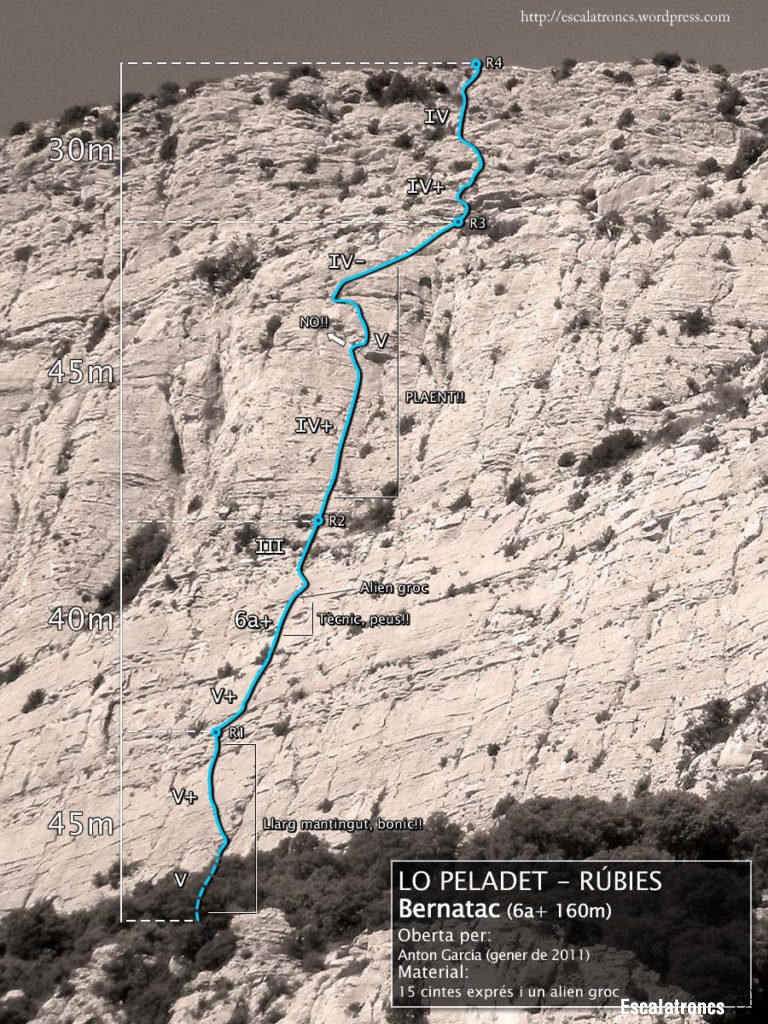 http://escalatroncs.wordpress.com
R4
IV
30m
IV+
R3
IV-
NO!!
V
45m
PLAENT!!
IV+
R2
III
Alien groc
40m
6a+
Tècnic, peus!!
V+
R1
V+
45m
Llarg mantingut, bonic!!
V
LO PELADET - RÚBIES
Bernatac (6a+ 160m)
Oberta per:
Anton Garcia (gener de 2011)
Material:
15 cintes exprés i un alien groc
Escalatroncs